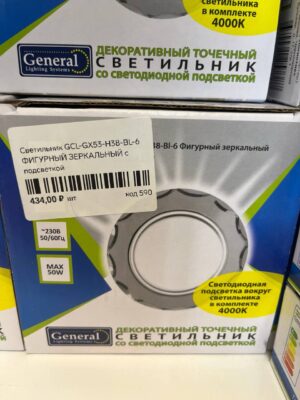 светильника
в комплекте
4000K
General
Lighting Systems
ДЕКОРАТИВНЫЙ ТОЧЕЧНЫЙ
СВЕТИЛЬНИК
СО СВЕТОДИОДНОЙ ПОДСВЕТКОЙ
Светильник GCL-GX53-H38-BL-6
ФИГУРНЫЙ ЗЕРКАЛЬНЫЙ с
подсветкой
434,00 ₽ шт
код 590
38-Bl-6 Фигурный зеркальный
~230В
50/60Гц
MAX
50W
Светодиодная
подсветка вокруг
светильника
в комплекте
4000K
General
Lighting Systems
ДЕКОРАТИВНЫЙ ТОЧЕЧНЫЙ
СВЕТИЛЬНИК
СО СВЕТОДИОДНОЙ ПОДСВЕТКОЙ